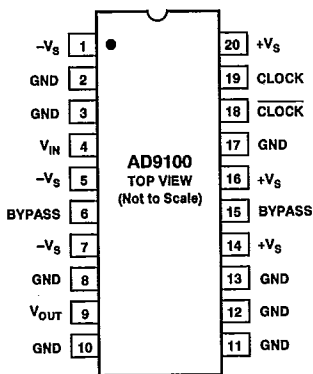 –VS 1
GND 2
GND 3
VIN 4
–VS 5
BYPASS 6
–VS 7
GND 8
VOUT 9
GND 10
AD9100
TOP VIEW
(Not to Scale)
20 +VS
19 CLOCK
18 C̅L̅O̅C̅K̅
17 GND
16 +VS
15 BYPASS
14 +VS
13 GND
12 GND
11 GND